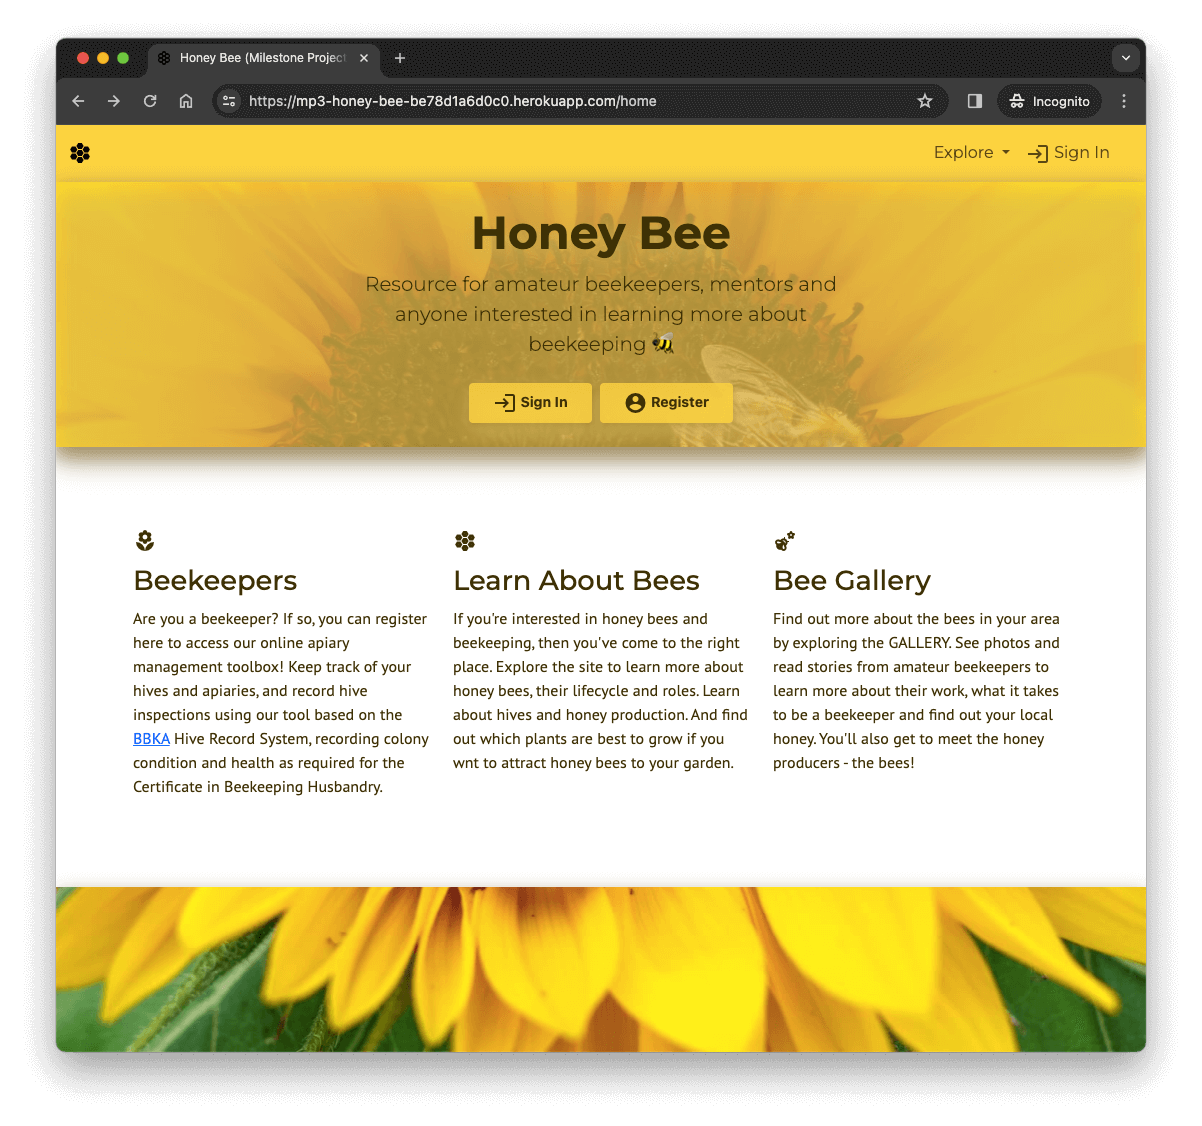 Honey Bee (Milestone Project
https://mp3-honey-bee-be78d1a6d0c0.herokuapp.com/home
Incognito
Explore
Sign In
Honey Bee
Resource for amateur beekeepers, mentors and
anyone interested in learning more about
beekeeping 🐝
Sign In
Register
Beekeepers
Are you a beekeeper? If so, you can register
here to access our online apiary
management toolbox! Keep track of your
hives and apiaries, and record hive
inspections using our tool based on the
BBKA Hive Record System, recording colony
condition and health as required for the
Certificate in Beekeeping Husbandry.
Learn About Bees
If you're interested in honey bees and
beekeeping, then you've come to the right
place. Explore the site to learn more about
honey bees, their lifecycle and roles. Learn
about hives and honey production. And find
out which plants are best to grow if you
wnt to attract honey bees to your garden.
Bee Gallery
Find out more about the bees in your area
by exploring the GALLERY. See photos and
read stories from amateur beekeepers to
learn more about their work, what it takes
to be a beekeeper and find out your local
honey. You'll also get to meet the honey
producers - the bees!